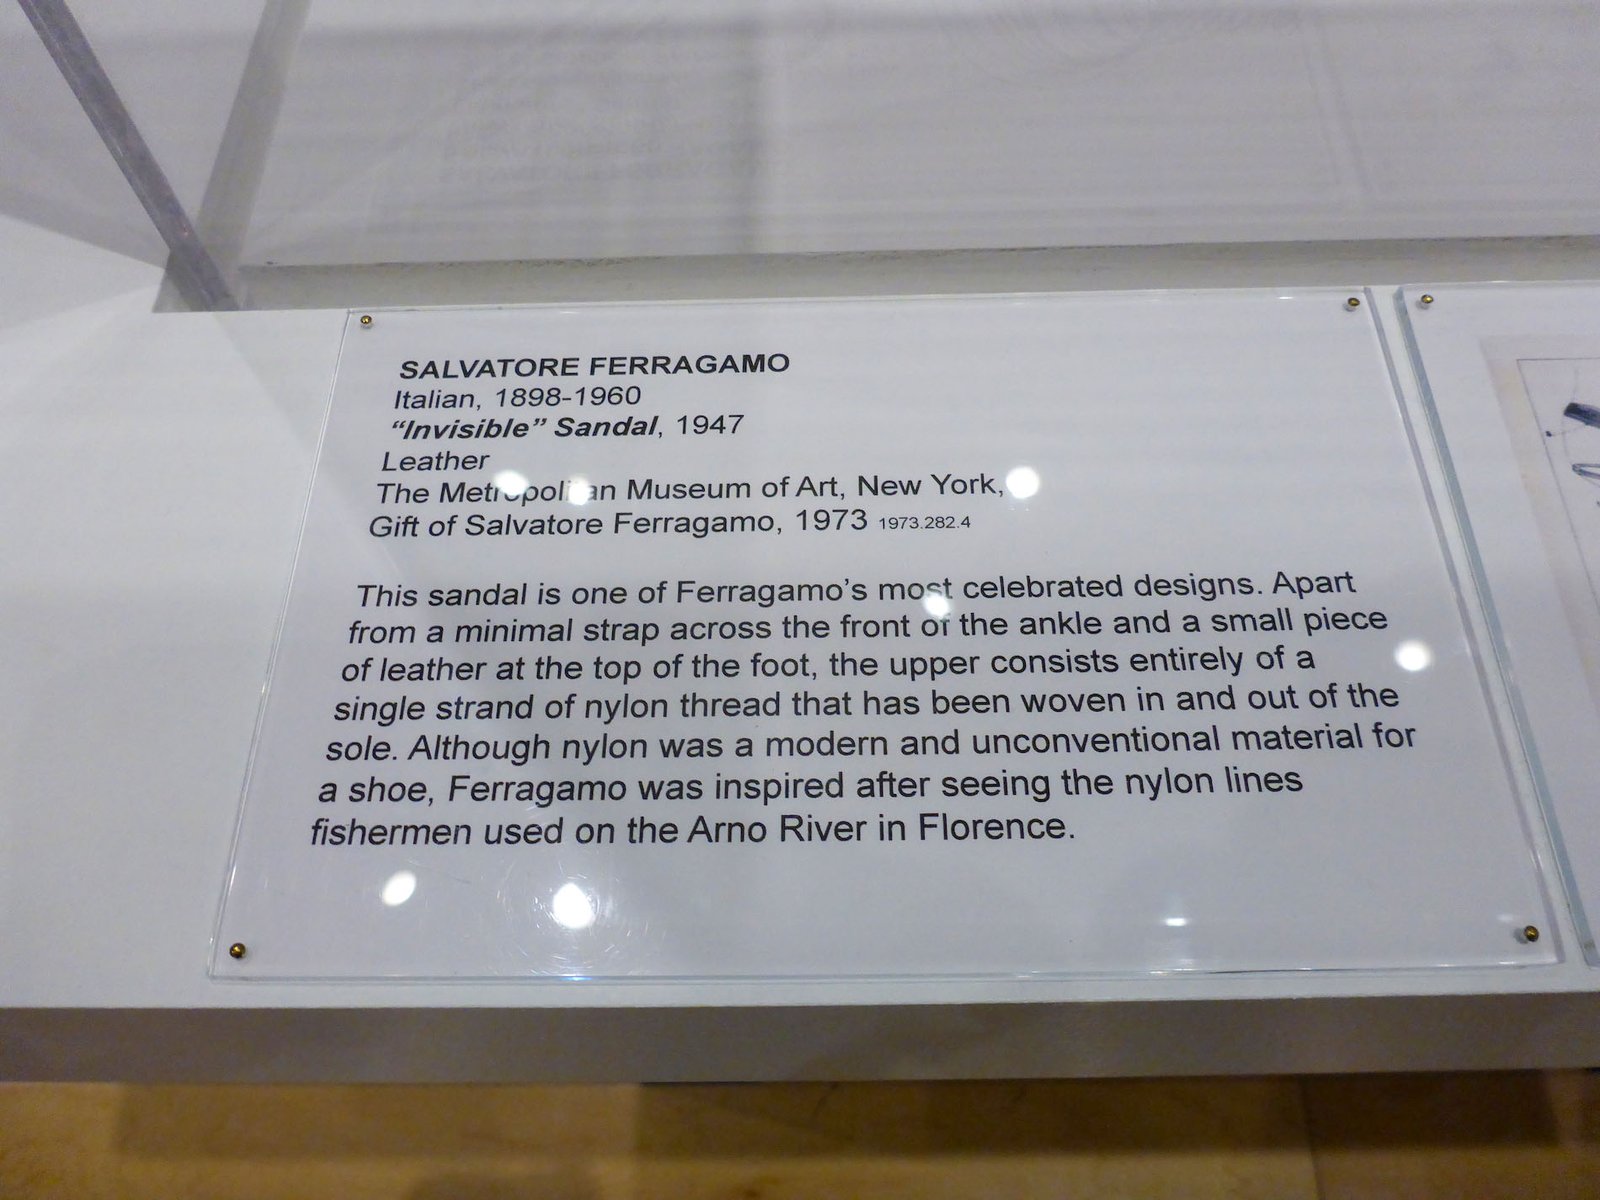 SALVATORE FERRAGAMO
Italian, 1898-1960
“Invisible” Sandal, 1947
Leather
The Metropolitan Museum of Art, New York,
Gift of Salvatore Ferragamo, 1973 1973.282.4
This sandal is one of Ferragamo’s most celebrated designs. Apart
from a minimal strap across the front of the ankle and a small piece
of leather at the top of the foot, the upper consists entirely of a
single strand of nylon thread that has been woven in and out of the
sole. Although nylon was a modern and unconventional material for
a shoe, Ferragamo was inspired after seeing the nylon lines
fishermen used on the Arno River in Florence.